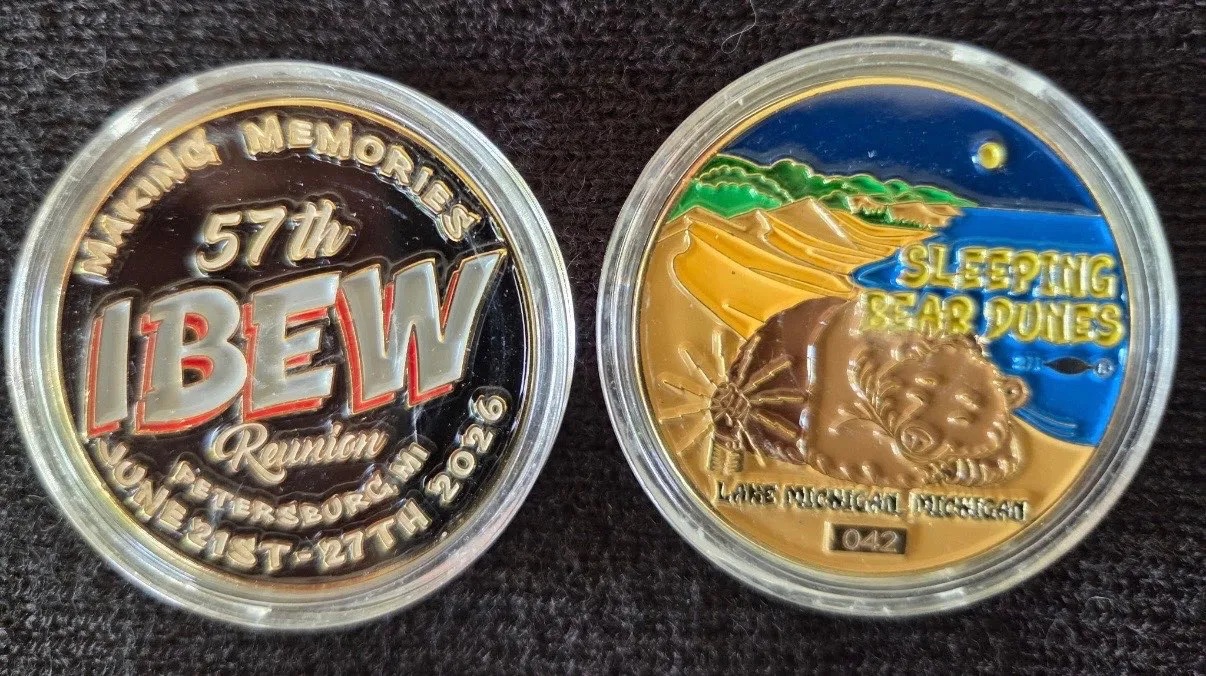 MAKING MEMORIES
57th
IBEW
Reunion
PETERSBURG, MI
JUNE 21ST - 27TH 2026
SLEEPING
BEAR DUNES
LAKE MICHIGAN, MICHIGAN
042